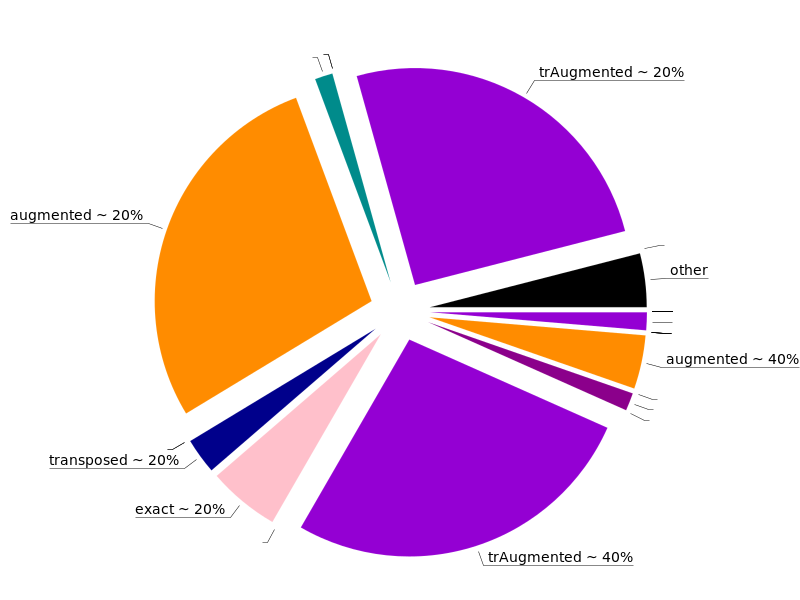 trAugmented ~ 20%
augmented ~ 20%
other
augmented ~ 40%
transposed ~ 20%
exact ~ 20%
trAugmented ~ 40%